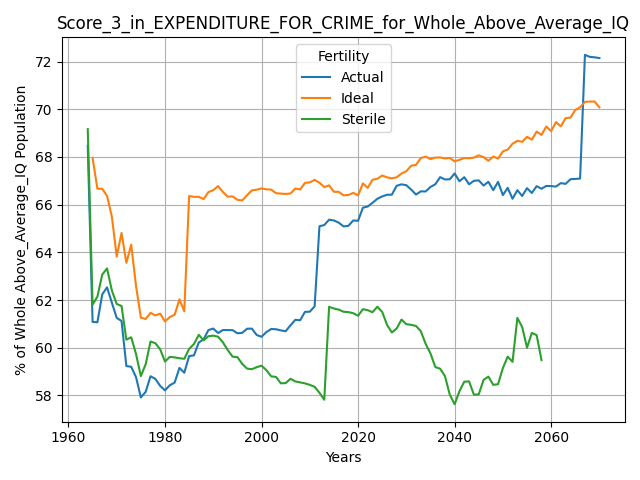 Score_3_in_EXPENDITURE_FOR_CRIME_for_Whole_Above_Average_IQ
Fertility
Actual
Ideal
Sterile
% of Whole Above_Average_IQ Population
72
70
68
66
64
62
60
58
1960
1980
2000
2020
2040
2060
Years